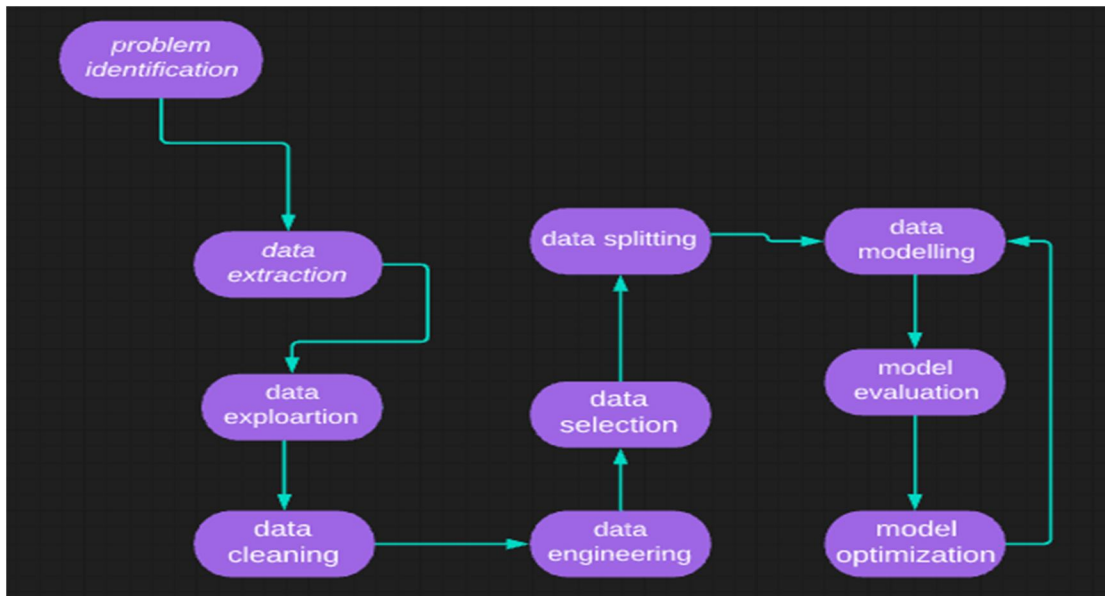 problem
identification
data
extraction
data
exploartion
data
cleaning
data
engineering
data
selection
data splitting
data
modelling
model
evaluation
model
optimization